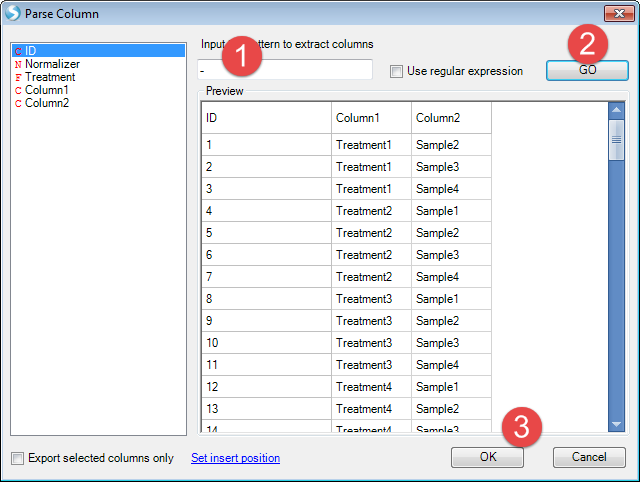 Parse Column
C ID
N Normalizer
F Treatment
C Column1
C Column2
Input
ttern to extract columns
1
-
Use regular expression
2
GO
Preview
ID Column1 Column2
1 Treatment1 Sample2
2 Treatment1 Sample3
3 Treatment1 Sample4
4 Treatment2 Sample1
5 Treatment2 Sample2
6 Treatment2 Sample3
7 Treatment2 Sample4
8 Treatment3 Sample1
9 Treatment3 Sample2
10 Treatment3 Sample3
11 Treatment3 Sample4
12 Treatment4 Sample1
13 Treatment4 Sample2
14 Treatment4 Sample3
3
Export selected columns only
Set insert position
OK
Cancel